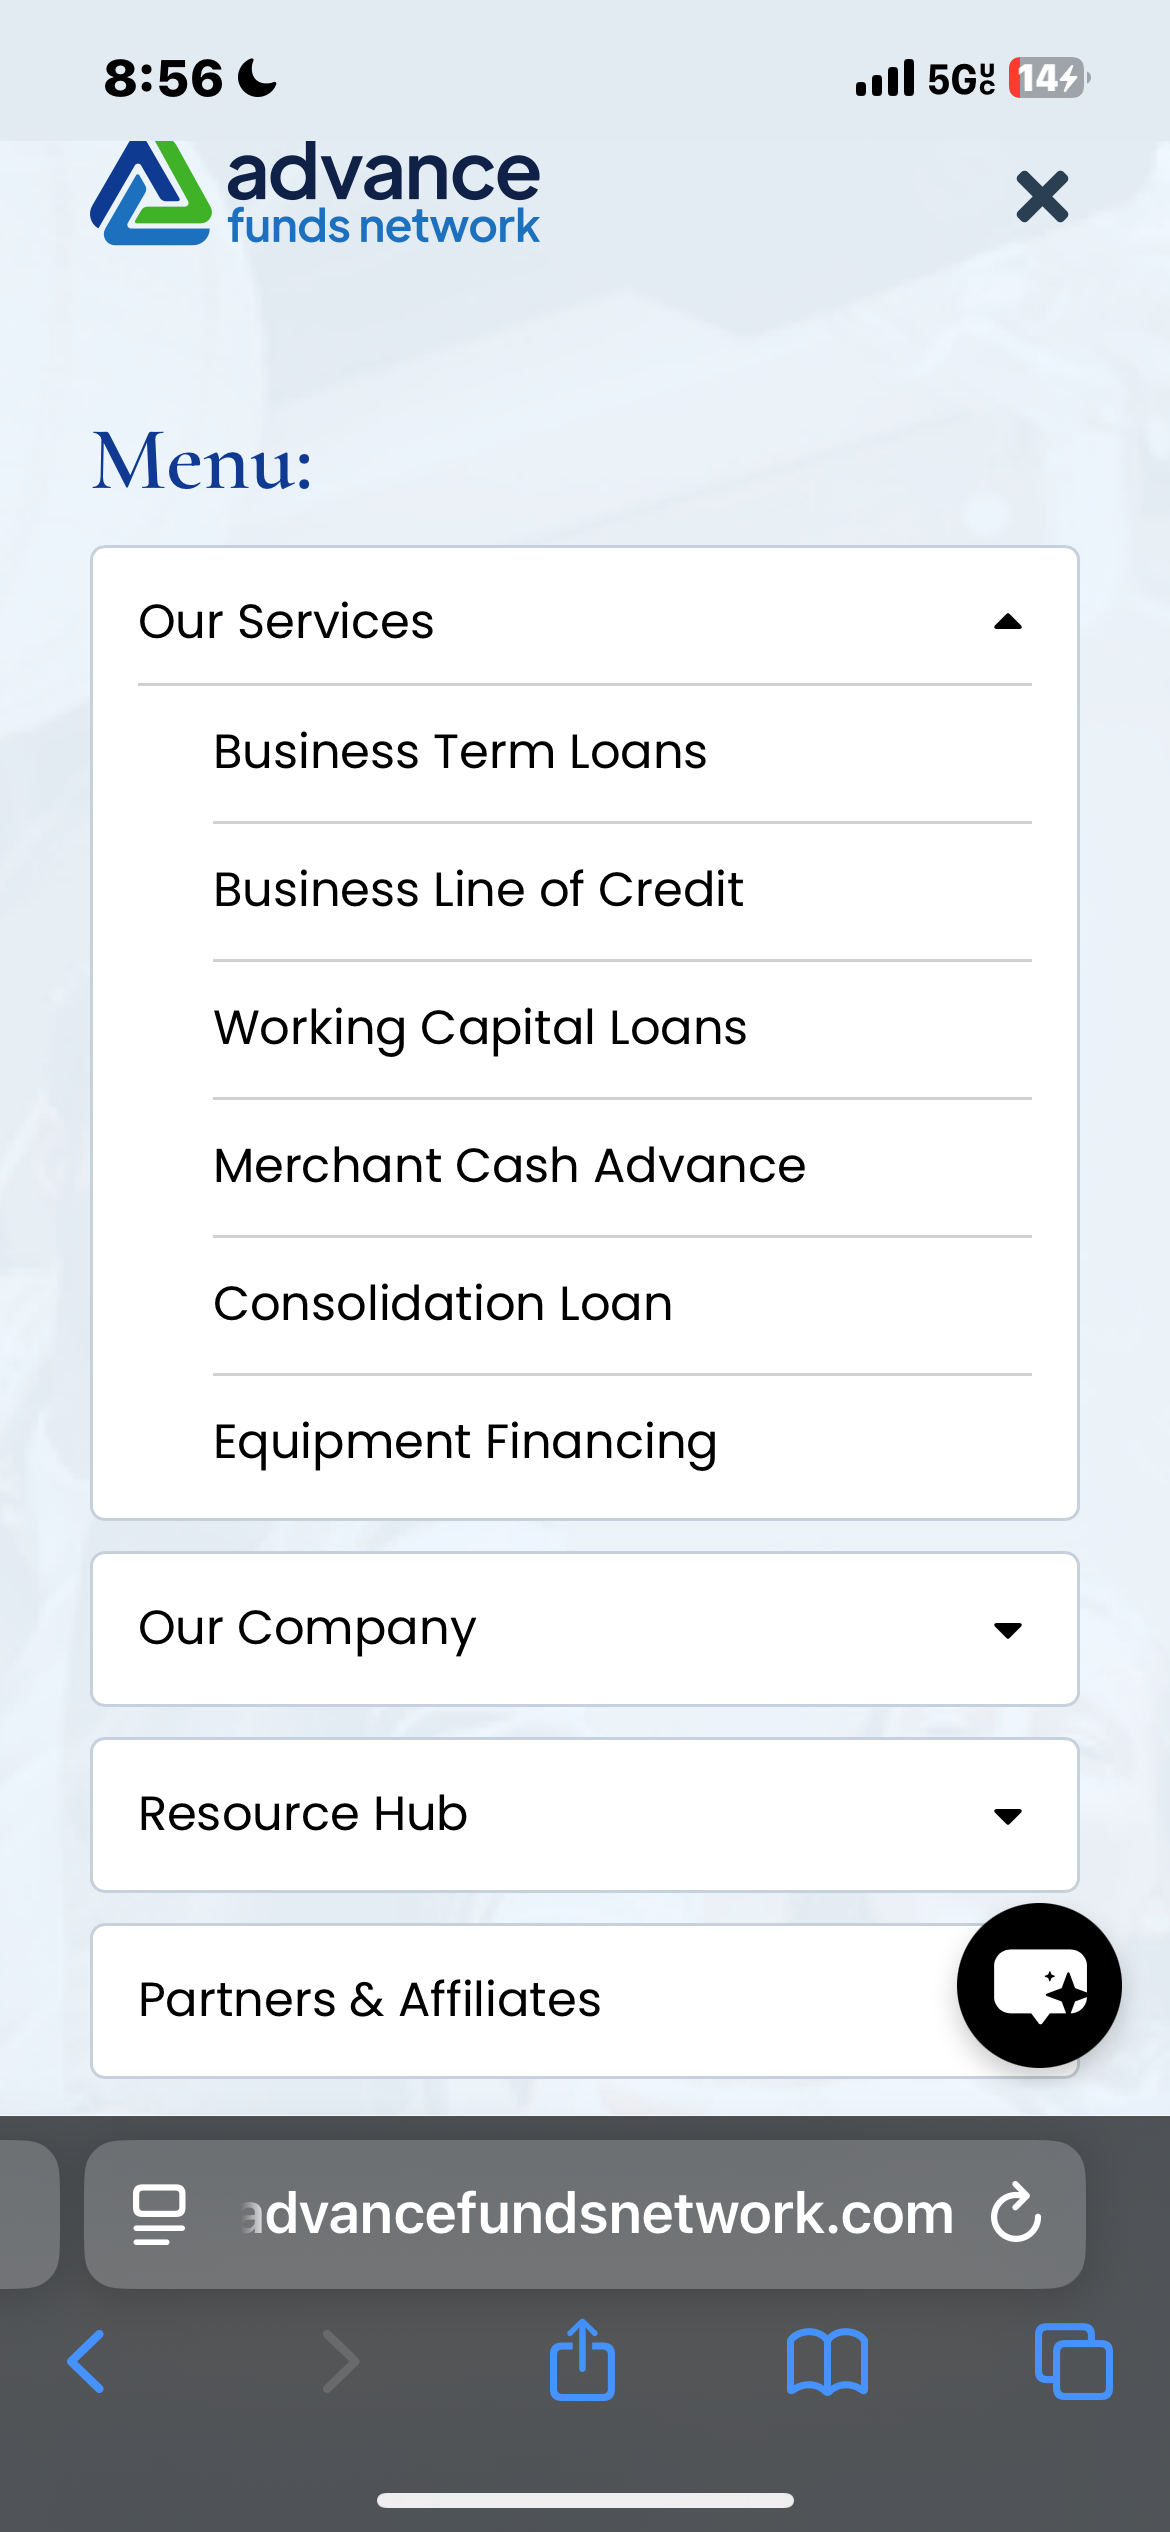 8:56
5G UC 14
advance
funds network
Menu:
Our Services
Business Term Loans
Business Line of Credit
Working Capital Loans
Merchant Cash Advance
Consolidation Loan
Equipment Financing
Our Company
Resource Hub
Partners & Affiliates
advancefundsnetwork.com